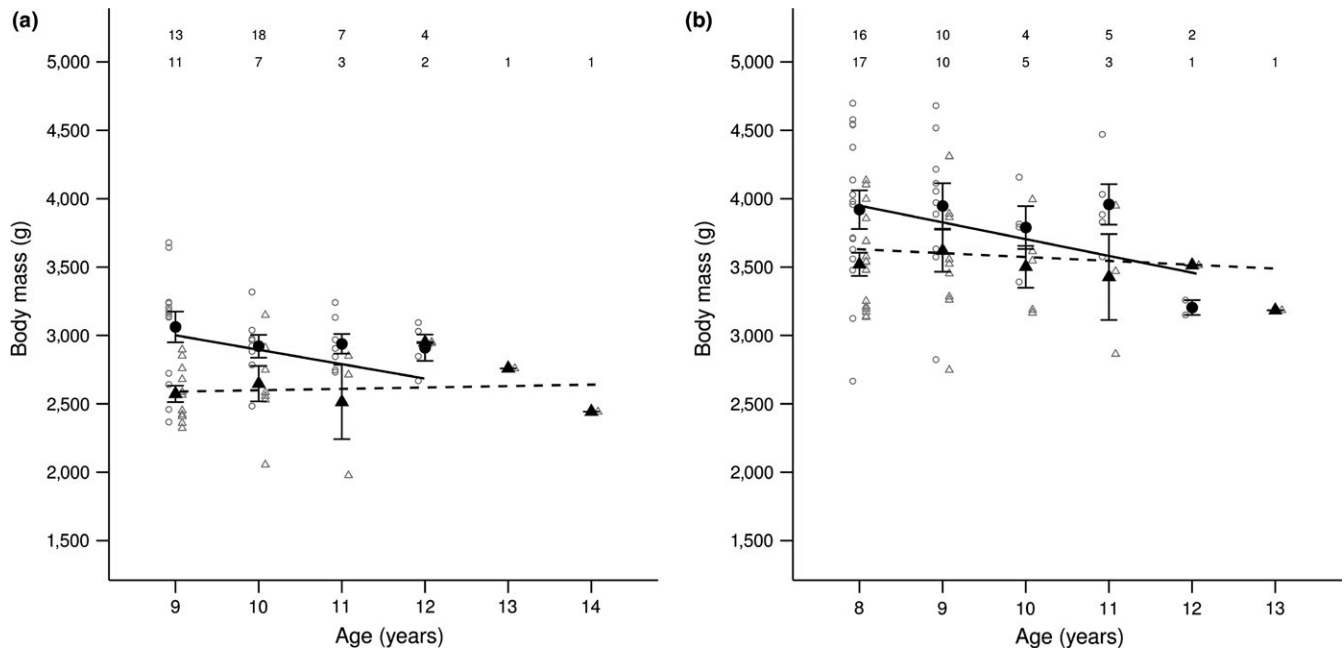 (a)
13 18 7 4
11 7 3 2 1 1
5,000
4,500
4,000
3,500
3,000
2,500
2,000
1,500
Body mass (g)
9 10 11 12 13 14
Age (years)
(b)
16 10 4 5 2
17 10 5 3 1 1
5,000
4,500
4,000
3,500
3,000
2,500
2,000
1,500
Body mass (g)
8 9 10 11 12 13
Age (years)